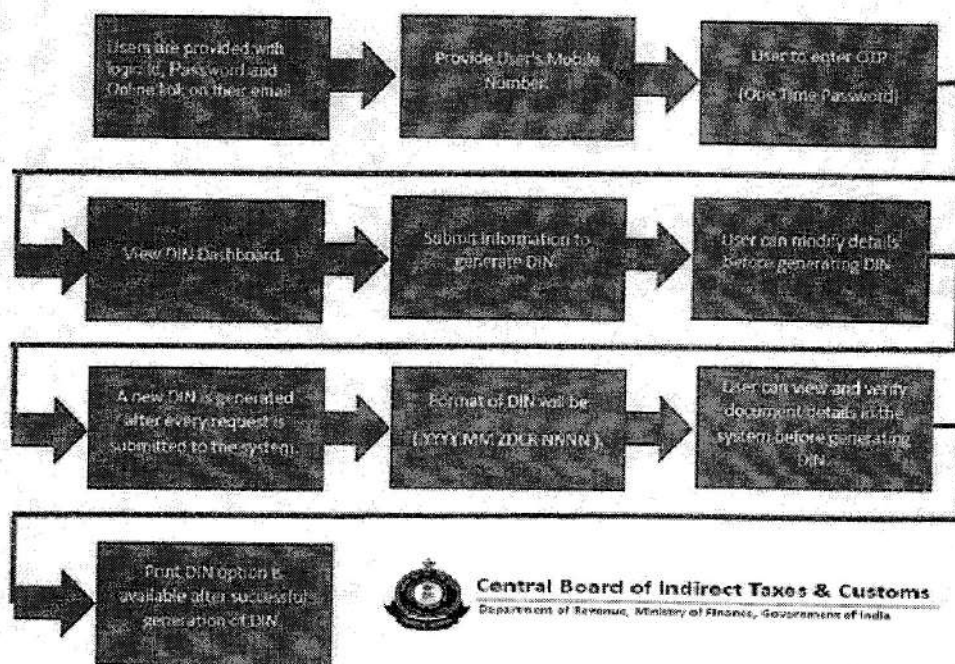 Users are provided with
login Id, Password and
Online link on their email
Provide User's Mobile
Number.
User to enter OTP
(One Time Password)
View DIN Dashboard.
Submit information to
generate DIN.
User can modify details
before generating DIN
A new DIN is generated
after every request is
submitted to the system.
Format of DIN will be
User can view and verify
document details in the
system before generating
DIN.
Print DIN option is
available after successful
generation of DIN
Central Board of Indirect Taxes & Customs
Department of Revenue, Ministry of Finance, Government of India